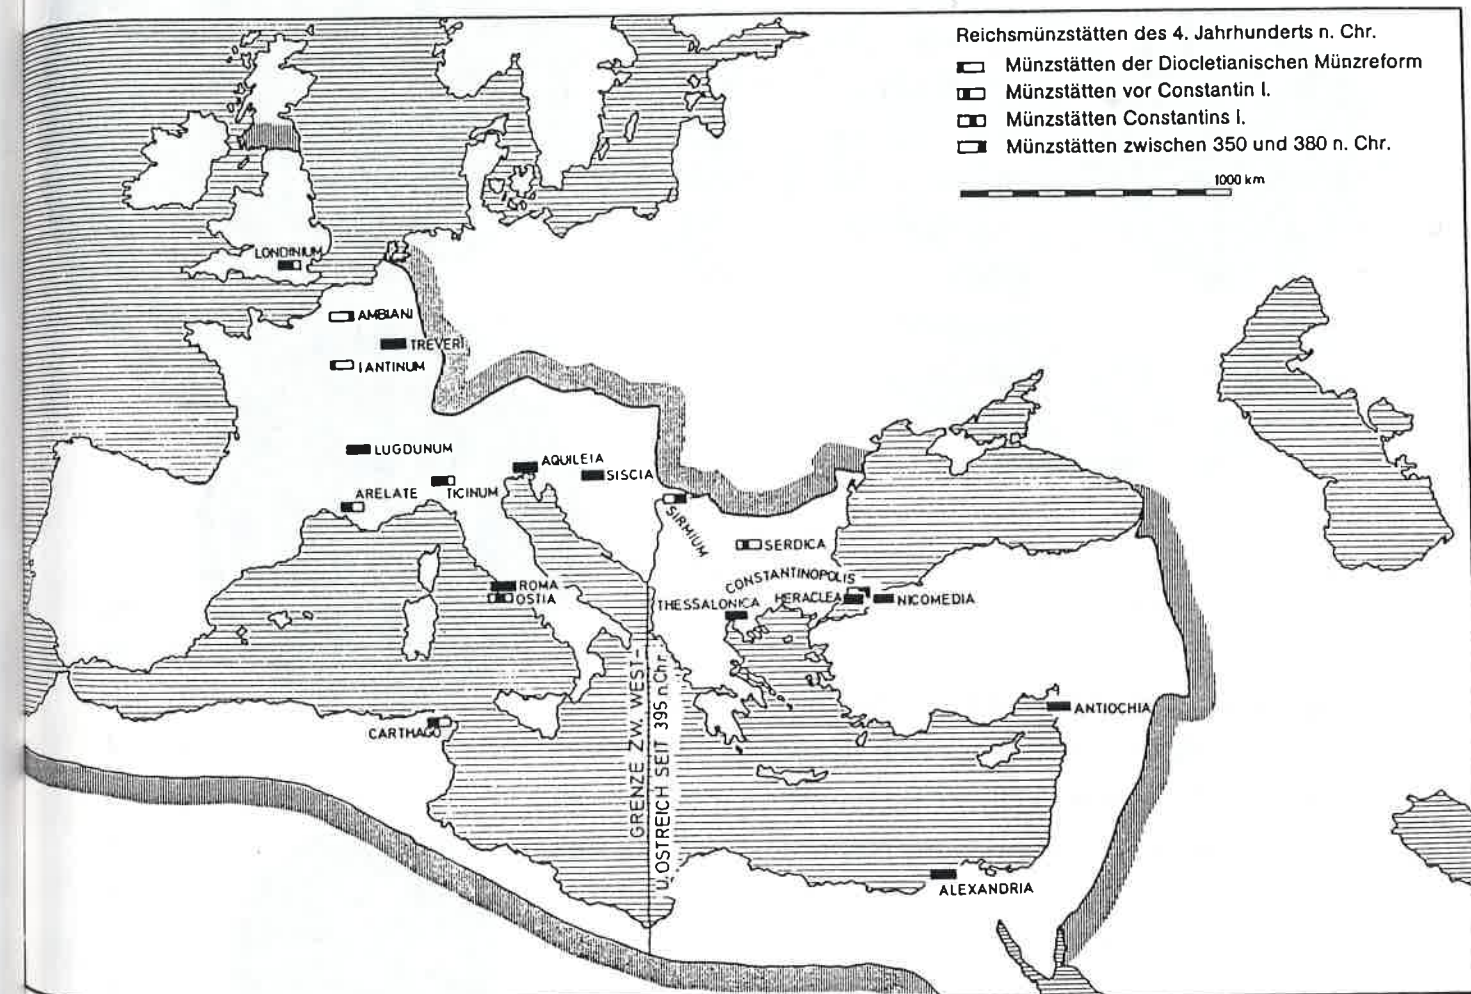 Reichsmünzstätten des 4. Jahrhunderts n. Chr.
Münzstätten der Diocletianischen Münzreform
Münzstätten vor Constantin I.
Münzstätten Constantins I.
Münzstätten zwischen 350 und 380 n. Chr.
1000 km
LONDINIUM
AMBIANI
TREVERI
IANTINUM
LUGDUNUM
AQUILEIA
SISCIA
TICINUM
ARELATE
SIRMIUM
SERDICA
CONSTANTINOPOLIS
ROMA
OSTIA
THESSALONICA
HERACLEA
NICOMEDIA
ANTIOCHIA
CARTHAGO
GRENZE ZW. WEST-
U. OSTREICH SEIT 395 n.Chr.
ALEXANDRIA